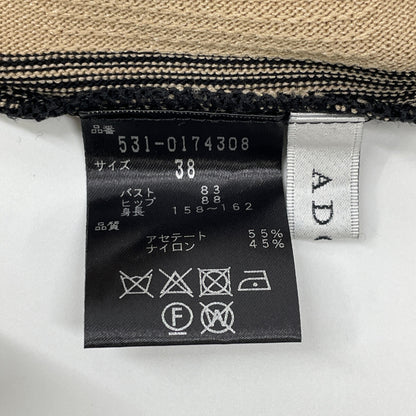 品番
531-0174308
サイズ 38
バスト 83
ヒップ 88
身長 158～162
品質
アセテート 55%
ナイロン 45%
F W
A D